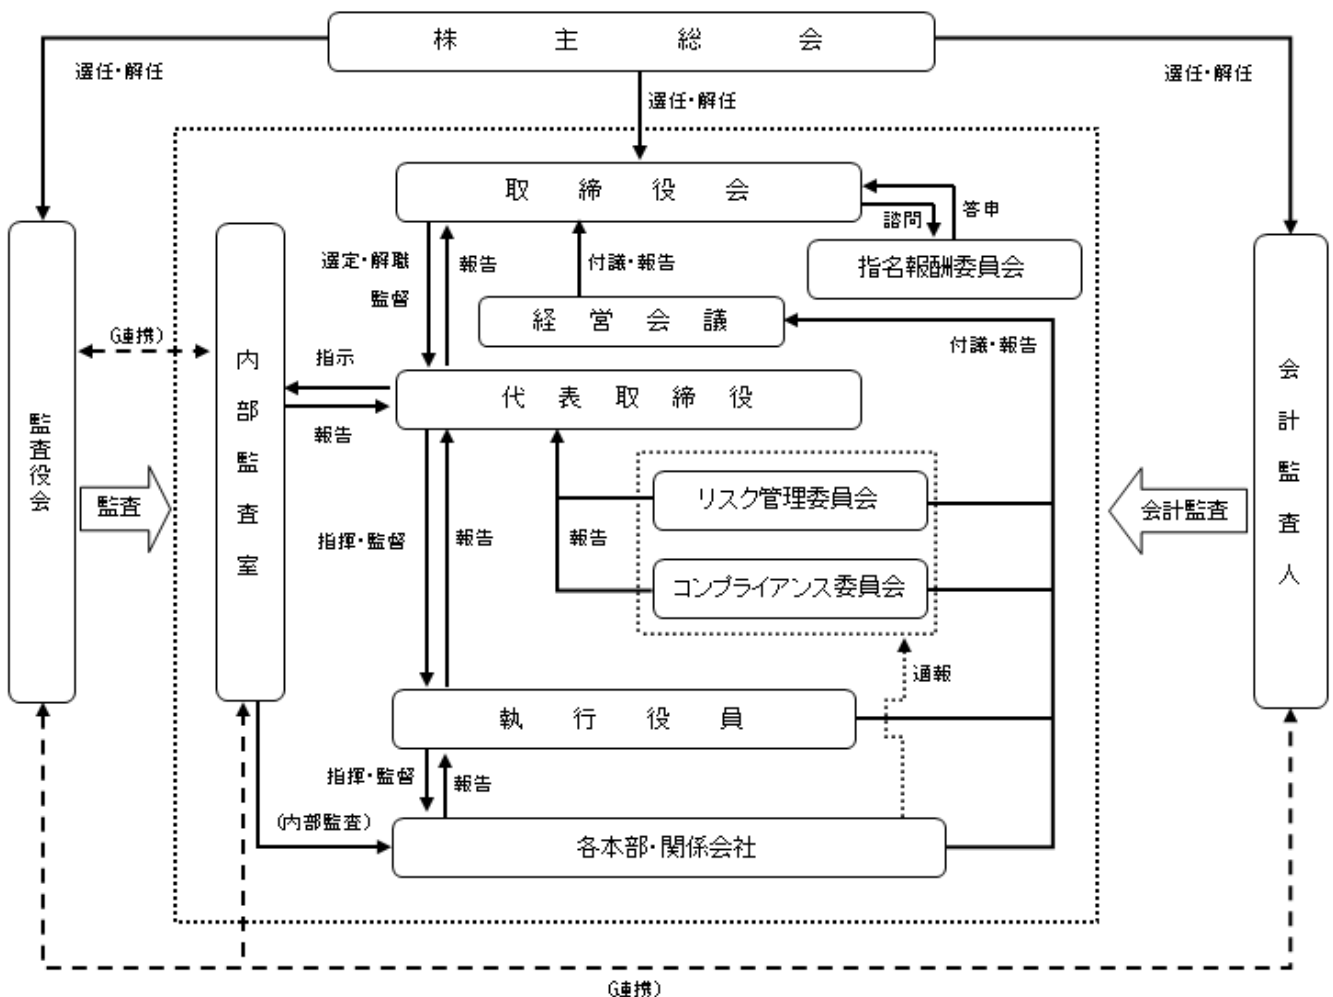 株主総会
選任・解任
選任・解任
選任・解任
取締役会
答申
諮問
指名報酬委員会
選定・解職
監督
報告
付議・報告
経営会議
付議・報告
(連携)
指示
報告
代表取締役
内部監査室
監査役会
監査
会計監査人
会計監査
リスク管理委員会
コンプライアンス委員会
報告
指揮・監督
報告
通報
執行役員
指揮・監督
報告
(内部監査)
各本部・関係会社
(連携)